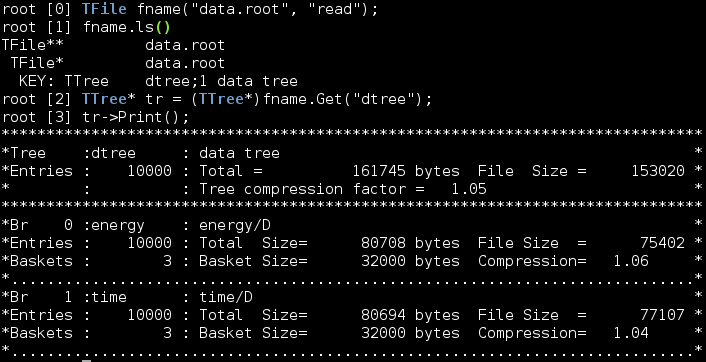 root [0] TFile fname("data.root", "read");
root [1] fname.ls()
TFile**         data.root
 TFile*         data.root
  KEY: TTree    dtree;1 data tree
root [2] TTree* tr = (TTree*)fname.Get("dtree");
root [3] tr->Print();
******************************************************************************
*Tree    :dtree     : data tree                                              *
*Entries :    10000 : Total =          161745 bytes  File  Size =     153020 *
*        :          : Tree compression factor =   1.05                       *
******************************************************************************
*Br    0 :energy    : energy/D                                               *
*Entries :    10000 : Total  Size=      80708 bytes  File Size  =      75402 *
*Baskets :        3 : Basket Size=      32000 bytes  Compression=   1.06     *
*............................................................................*
*Br    1 :time      : time/D                                                 *
*Entries :    10000 : Total  Size=      80694 bytes  File Size  =      77107 *
*Baskets :        3 : Basket Size=      32000 bytes  Compression=   1.04     *
*............................................................................*